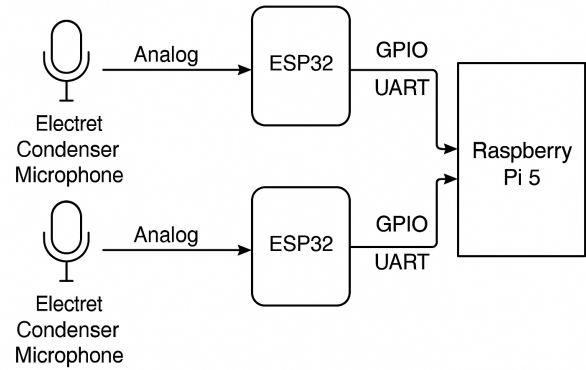 Analog
ESP32
GPIO
UART
Electret
Condenser
Microphone
Raspberry
Pi 5
Analog
ESP32
GPIO
UART
Electret
Condenser
Microphone